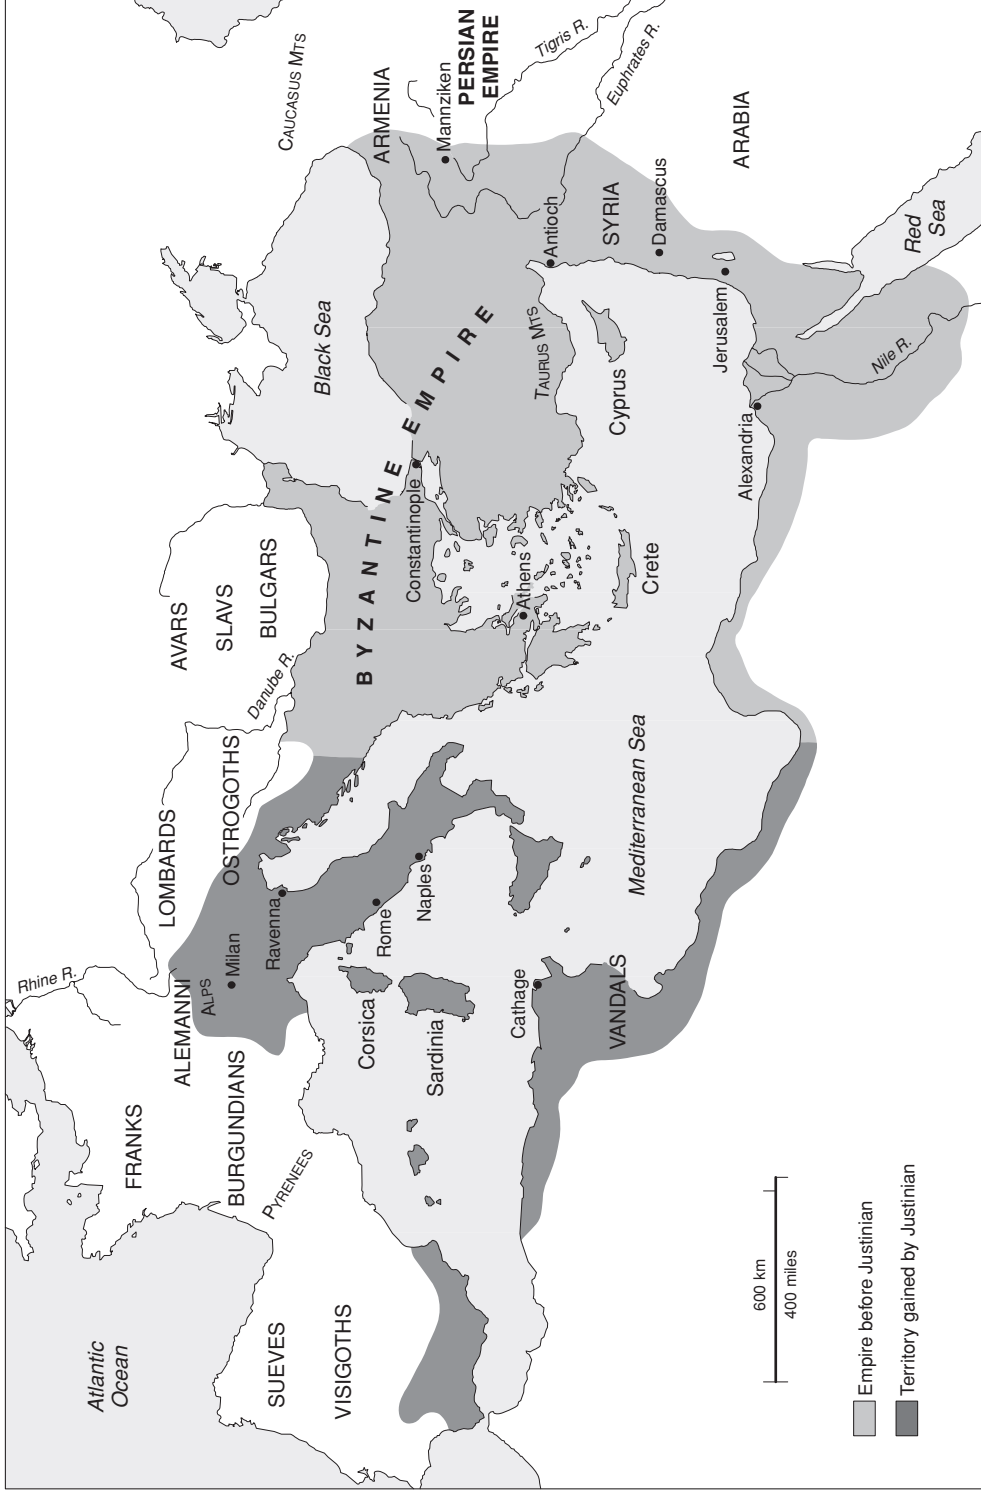 Atlantic
Ocean
FRANKS
Rhine R.
ALEMANNI
ALPS
BURGUNDIANS
PYRENEES
SUEVES
VISIGOTHS
LOMBARDS
OSTROGOTHS
Milan
Ravenna
Rome
Naples
Corsica
Sardinia
Cathage
VANDALS
Mediterranean Sea
AVARS
SLAVS
BULGARS
Danube R.
BYZANTINE EMPIRE
Constantinople
Athens
Crete
Black Sea
CAUCASUS MTS
ARMENIA
Mannziken
PERSIAN
EMPIRE
Tigris R.
Euphrates R.
TAURUS MTS
Antioch
Cyprus
SYRIA
Damascus
ARABIA
Jerusalem
Alexandria
Nile R.
Red
Sea
600 km
400 miles
Empire before Justinian
Territory gained by Justinian